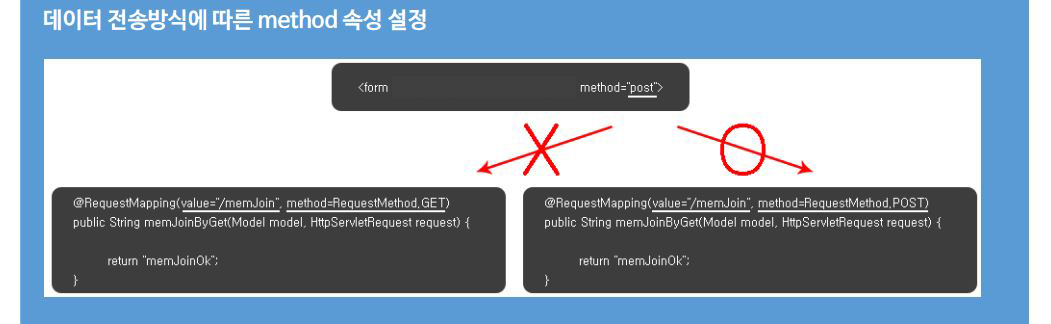 데이터 전송방식에 따른 method 속성 설정
<form method="post">
@RequestMapping(value="/memJoin", method=RequestMethod.GET)
public String memJoinByGet(Model model, HttpServletRequest request) {
return "memJoinOk";
}
@RequestMapping(value="/memJoin", method=RequestMethod.POST)
public String memJoinByGet(Model model, HttpServletRequest request) {
return "memJoinOk";
}